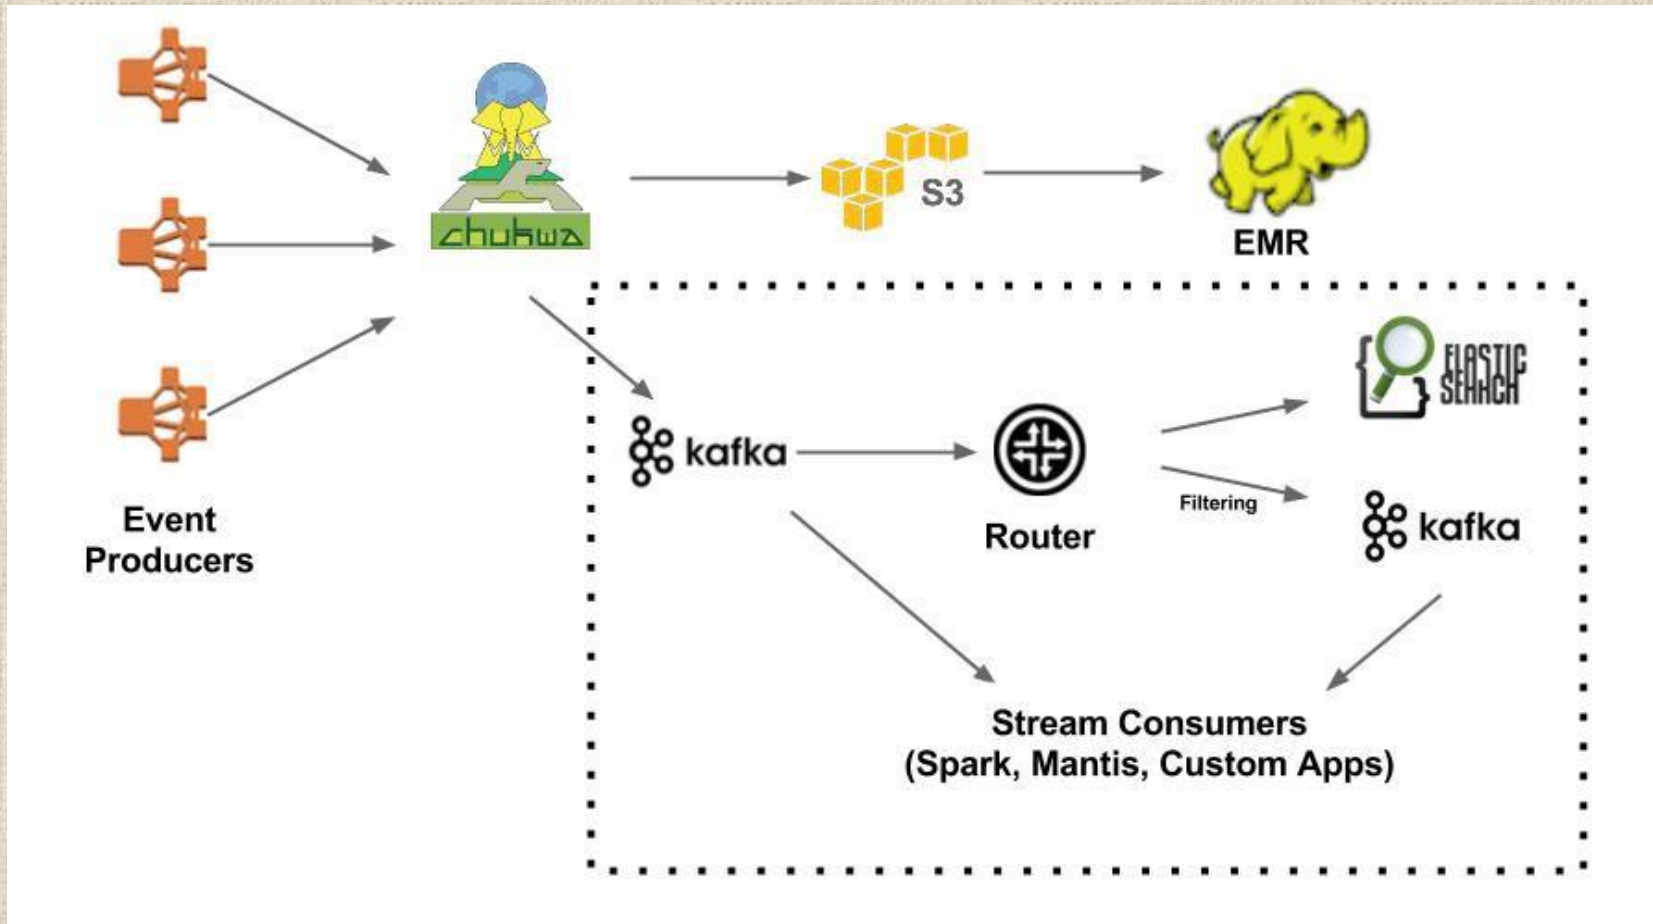 chukwa
S3
EMR
Event
Producers
kafka
Router
Filtering
ELASTIC
SEARCH
kafka
Stream Consumers
(Spark, Mantis, Custom Apps)